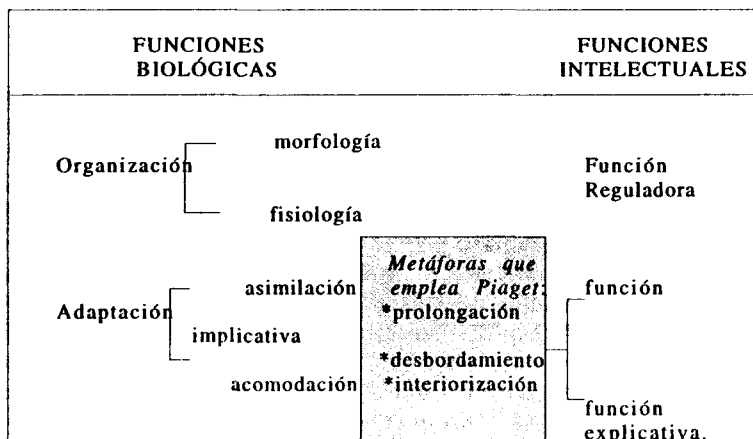 FUNCIONES
BIOLÓGICAS
FUNCIONES
INTELECTUALES
morfología
Organización
Función
Reguladora
fisiología
Metáforas que
emplea Piaget:
*prolongación
*desbordamiento
*interiorización
asimilación
Adaptación
implicativa
acomodación
función
función
explicativa.